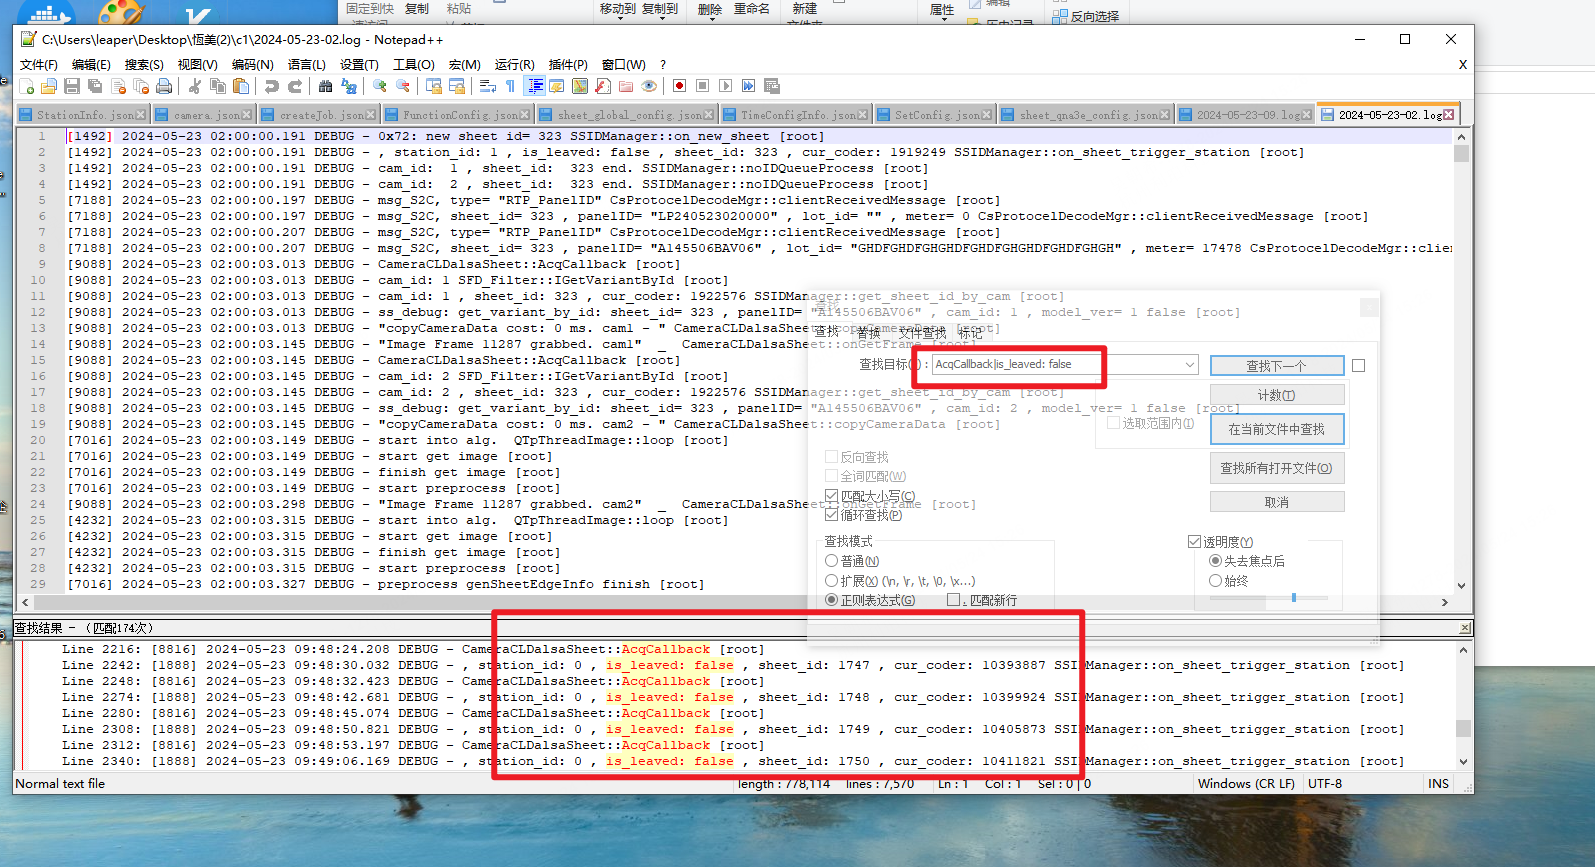 固定到快 复制 粘贴 移动到 复制到 删除 重命名 新建 属性 编辑
历史记录 反向选择
C:\Users\leaper\Desktop\恆美(2)\c1\2024-05-23-02.log - Notepad++
文件(F) 编辑(E) 搜索(S) 视图(V) 编码(N) 语言(L) 设置(T) 工具(O) 宏(M) 运行(R) 插件(P) 窗口(W) ? X
StationInfo.json camera.json createJob.json FunctionConfig.json sheet_global_config.json TimeConfigInfo.json SetConfig.json sheet_qna3e_config.json 2024-05-23-09.log 2024-05-23-02.log
1 [1492] 2024-05-23 02:00:00.191 DEBUG - 0x72: new sheet id= 323 SSIDManager::on_new_sheet [root]
2 [1492] 2024-05-23 02:00:00.191 DEBUG - , station_id: 1 , is_leaved: false , sheet_id: 323 , cur_coder: 1919249 SSIDManager::on_sheet_trigger_station [root]
3 [1492] 2024-05-23 02:00:00.191 DEBUG - cam_id:  1 , sheet_id:  323 end. SSIDManager::noIDQueueProcess [root]
4 [1492] 2024-05-23 02:00:00.191 DEBUG - cam_id:  2 , sheet_id:  323 end. SSIDManager::noIDQueueProcess [root]
5 [7188] 2024-05-23 02:00:00.197 DEBUG - msg_S2C, type= "RTP_PanelID" CsProtocelDecodeMgr::clientReceivedMessage [root]
6 [7188] 2024-05-23 02:00:00.197 DEBUG - msg_S2C, sheet_id= 323 , panelID= "LP240523020000" , lot_id= "" , meter= 0 CsProtocelDecodeMgr::clientReceivedMessage [root]
7 [7188] 2024-05-23 02:00:00.207 DEBUG - msg_S2C, type= "RTP_PanelID" CsProtocelDecodeMgr::clientReceivedMessage [root]
8 [7188] 2024-05-23 02:00:00.207 DEBUG - msg_S2C, sheet_id= 323 , panelID= "A145506BAV06" , lot_id= "GHDFGHDFGHGHDFGHDFGHGHDFGHDFGHGH" , meter= 17478 CsProtocelDecodeMgr::clie
9 [9088] 2024-05-23 02:00:03.013 DEBUG - CameraCLDalsaSheet::AcqCallback [root]
10 [9088] 2024-05-23 02:00:03.013 DEBUG - cam_id: 1 SFD_Filter::IGetVariantById [root]
11 [9088] 2024-05-23 02:00:03.013 DEBUG - cam_id: 1 , sheet_id: 323 , cur_coder: 1922576 SSIDManager::get_sheet_id_by_cam [root]
12 [9088] 2024-05-23 02:00:03.013 DEBUG - ss_debug: get_variant_by_id: sheet_id= 323 , panelID= "A145506BAV06" , cam_id: 1 , model_ver= 1 false [root]
13 [9088] 2024-05-23 02:00:03.013 DEBUG - "copyCameraData cost: 0 ms. cam1 - " CameraCLDalsaSheet::copyCameraData [root]
14 [9088] 2024-05-23 02:00:03.145 DEBUG - "Image Frame 11287 grabbed. cam1" _  CameraCLDalsaSheet::onGetFrame [root]
15 [9088] 2024-05-23 02:00:03.145 DEBUG - CameraCLDalsaSheet::AcqCallback [root]
16 [9088] 2024-05-23 02:00:03.145 DEBUG - cam_id: 2 SFD_Filter::IGetVariantById [root]
17 [9088] 2024-05-23 02:00:03.145 DEBUG - cam_id: 2 , sheet_id: 323 , cur_coder: 1922576 SSIDManager::get_sheet_id_by_cam [root]
18 [9088] 2024-05-23 02:00:03.145 DEBUG - ss_debug: get_variant_by_id: sheet_id= 323 , panelID= "A145506BAV06" , cam_id: 2 , model_ver= 1 false [root]
19 [9088] 2024-05-23 02:00:03.145 DEBUG - "copyCameraData cost: 0 ms. cam2 - " CameraCLDalsaSheet::copyCameraData [root]
20 [7016] 2024-05-23 02:00:03.149 DEBUG - start into alg.  QTpThreadImage::loop [root]
21 [7016] 2024-05-23 02:00:03.149 DEBUG - start get image [root]
22 [7016] 2024-05-23 02:00:03.149 DEBUG - finish get image [root]
23 [7016] 2024-05-23 02:00:03.149 DEBUG - start preprocess [root]
24 [9088] 2024-05-23 02:00:03.298 DEBUG - "Image Frame 11287 grabbed. cam2" _  CameraCLDalsaSheet::onGetFrame [root]
25 [4232] 2024-05-23 02:00:03.315 DEBUG - start into alg.  QTpThreadImage::loop [root]
26 [4232] 2024-05-23 02:00:03.315 DEBUG - start get image [root]
27 [4232] 2024-05-23 02:00:03.315 DEBUG - finish get image [root]
28 [4232] 2024-05-23 02:00:03.315 DEBUG - start preprocess [root]
29 [7016] 2024-05-23 02:00:03.327 DEBUG - preprocess genSheetEdgeInfo finish [root]
查找
查找 替换 文件查找 标记
查找目标(F) : AcqCallback|is_leaved: false
查找下一个
计数(T)
选取范围内(I)
在当前文件中查找
反向查找
查找所有打开文件(O)
全词匹配(W)
匹配大小写(C)
取消
循环查找(P)
查找模式
透明度(Y)
普通(N)
失去焦点后
扩展(X) (\n, \r, \t, \0, \x...)
始终
正则表达式(G)
. 匹配新行
查找结果 - （匹配174次）
Line 2216: [8816] 2024-05-23 09:48:24.208 DEBUG - CameraCLDalsaSheet::AcqCallback [root]
Line 2242: [1888] 2024-05-23 09:48:30.032 DEBUG - , station_id: 0 , is_leaved: false , sheet_id: 1747 , cur_coder: 10393887 SSIDManager::on_sheet_trigger_station [root]
Line 2248: [8816] 2024-05-23 09:48:32.423 DEBUG - CameraCLDalsaSheet::AcqCallback [root]
Line 2274: [1888] 2024-05-23 09:48:42.681 DEBUG - , station_id: 0 , is_leaved: false , sheet_id: 1748 , cur_coder: 10399924 SSIDManager::on_sheet_trigger_station [root]
Line 2280: [8816] 2024-05-23 09:48:45.074 DEBUG - CameraCLDalsaSheet::AcqCallback [root]
Line 2308: [1888] 2024-05-23 09:48:50.821 DEBUG - , station_id: 0 , is_leaved: false , sheet_id: 1749 , cur_coder: 10405873 SSIDManager::on_sheet_trigger_station [root]
Line 2312: [8816] 2024-05-23 09:48:53.197 DEBUG - CameraCLDalsaSheet::AcqCallback [root]
Line 2340: [1888] 2024-05-23 09:49:06.169 DEBUG - , station_id: 0 , is_leaved: false , sheet_id: 1750 , cur_coder: 10411821 SSIDManager::on_sheet_trigger_station [root]
Normal text file length : 778,114 lines : 7,570 Ln : 1 Col : 1 Sel : 0 | 0 Windows (CR LF) UTF-8 INS